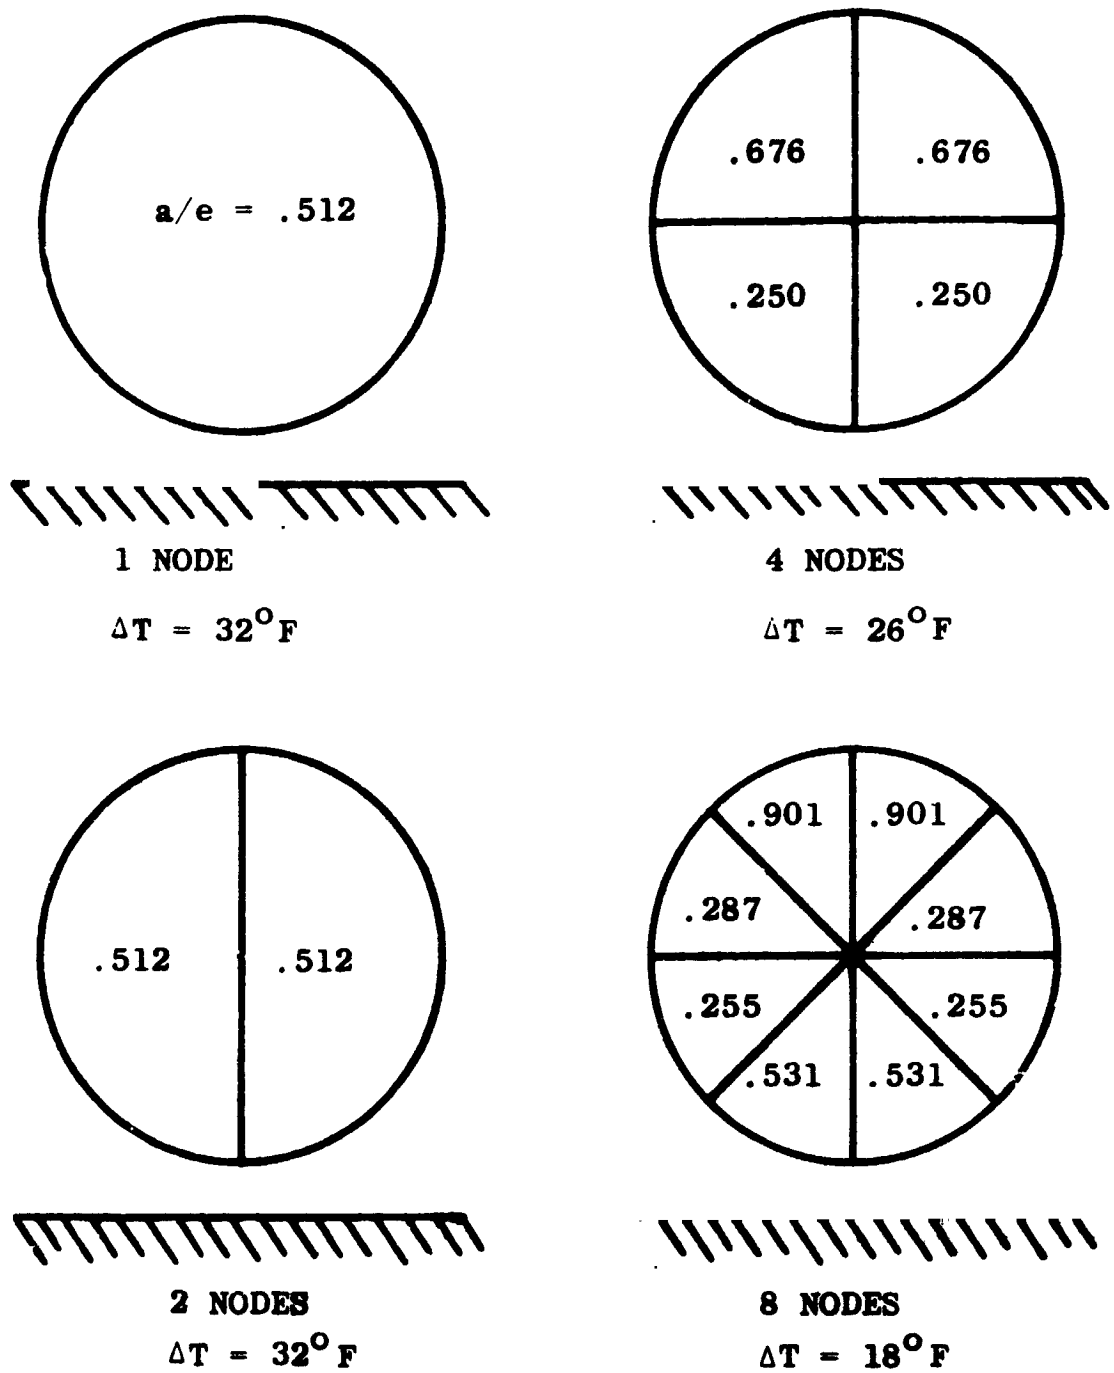 a/e = .512
1 NODE
ΔT = 32°F
.676 .676
.250 .250
4 NODES
ΔT = 26°F
.512 .512
2 NODES
ΔT = 32°F
.901 .901
.287 .287
.255 .255
.531 .531
8 NODES
ΔT = 18°F